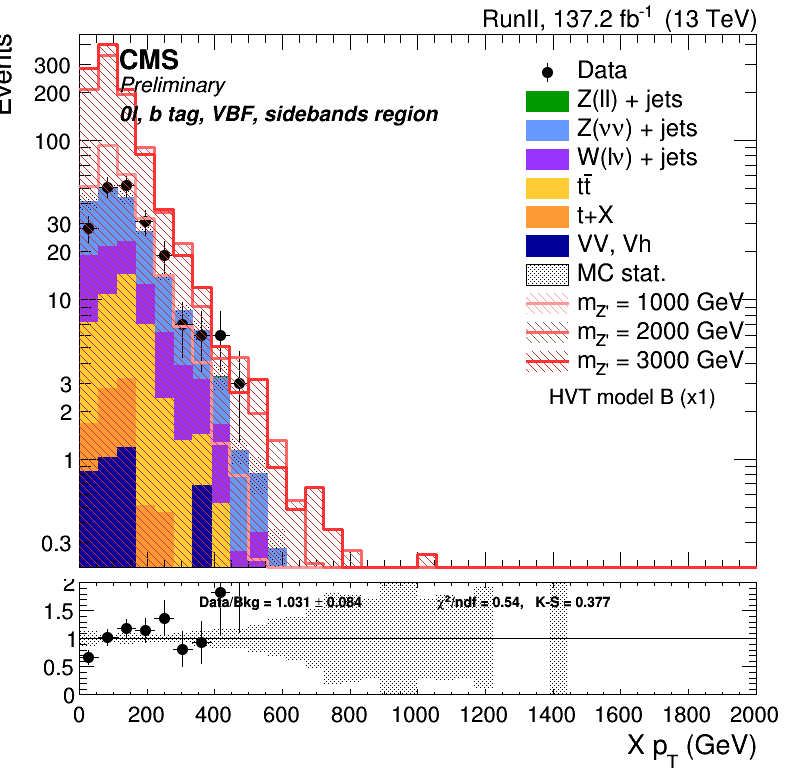 RunII, 137.2 fb⁻¹ (13 TeV)
Events
CMS
Preliminary
0l, b tag, VBF, sidebands region
300
200
100
30
20
10
3
2
1
0.3
Data
Z(ll) + jets
Z(νν) + jets
W(lν) + jets
tt̄
t+X
VV, Vh
MC stat.
m_Z' = 1000 GeV
m_Z' = 2000 GeV
m_Z' = 3000 GeV
HVT model B (x1)
2
1.5
1
0.5
0
Data/Bkg = 1.031 ± 0.084
χ²/ndf = 0.54, K-S = 0.377
0 200 400 600 800 1000 1200 1400 1600 1800 2000
X p_T (GeV)